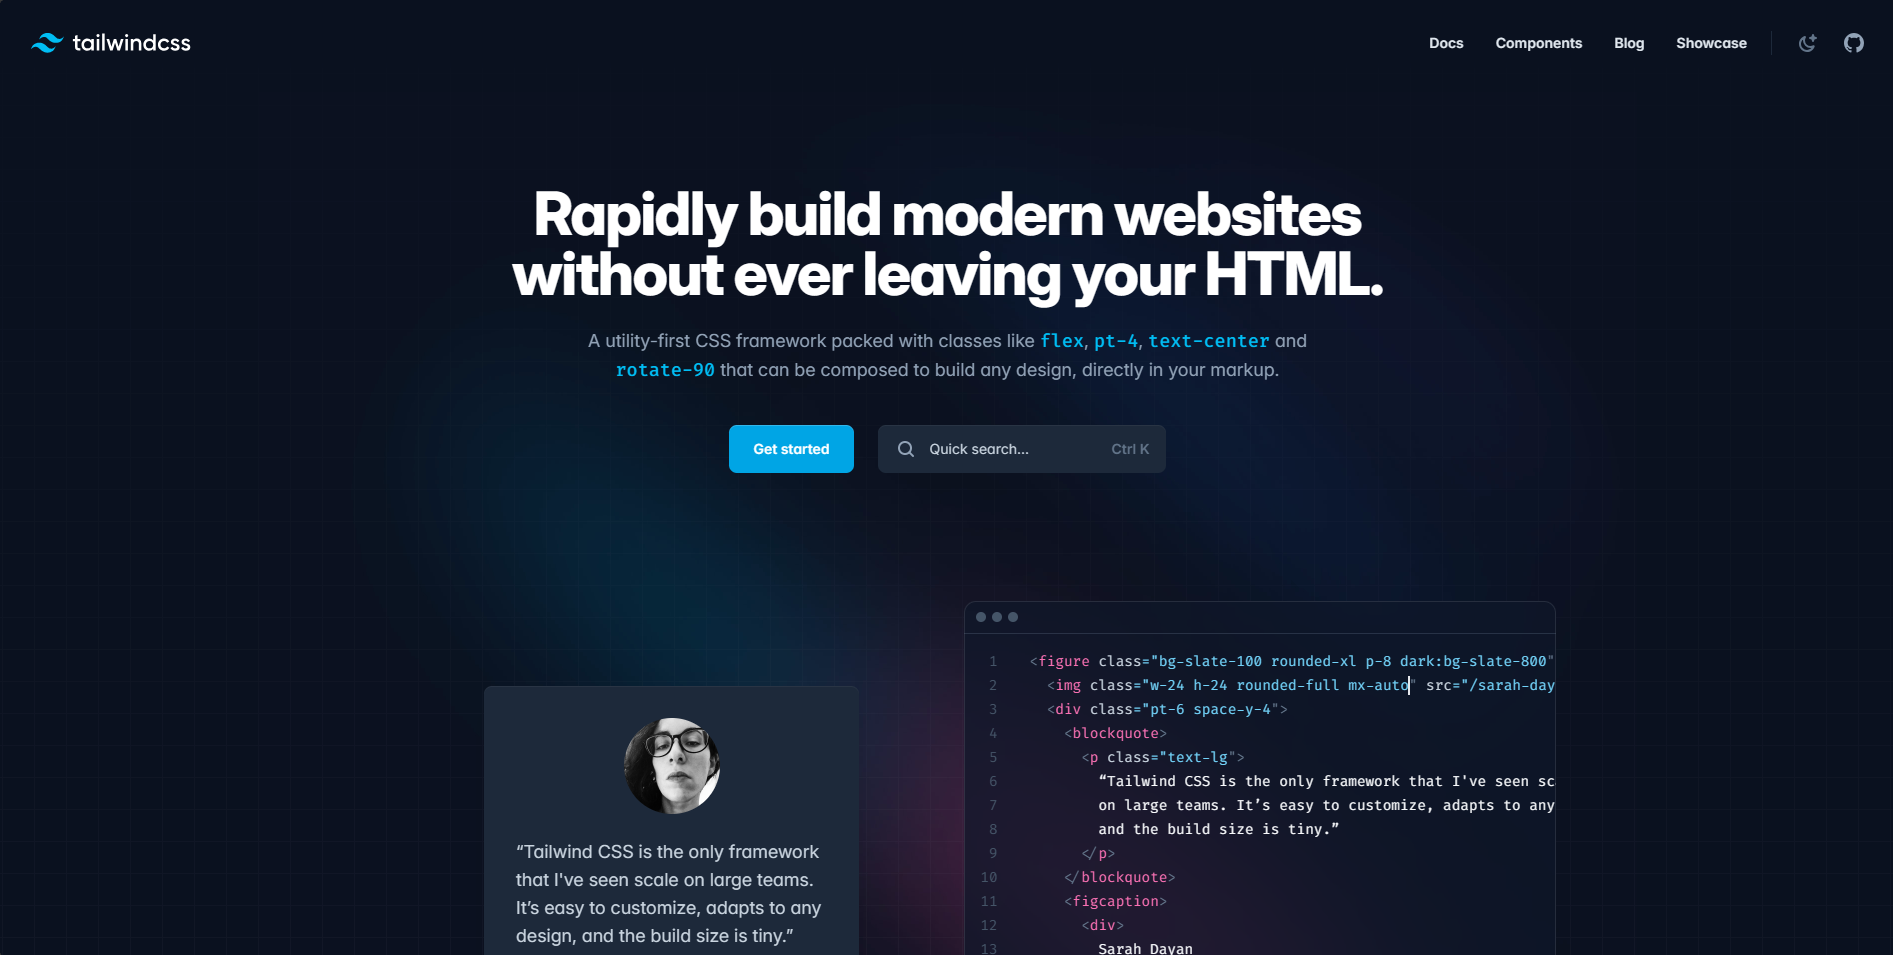 tailwindcss
Docs
Components
Blog
Showcase
Rapidly build modern websites
without ever leaving your HTML.
A utility-first CSS framework packed with classes like flex, pt-4, text-center and
rotate-90 that can be composed to build any design, directly in your markup.
Get started
Quick search...
Ctrl K
“Tailwind CSS is the only framework
that I've seen scale on large teams.
It’s easy to customize, adapts to any
design, and the build size is tiny.”
1 <figure class="bg-slate-100 rounded-xl p-8 dark:bg-slate-800"
2 <img class="w-24 h-24 rounded-full mx-auto" src="/sarah-day
3 <div class="pt-6 space-y-4">
4 <blockquote>
5 <p class="text-lg">
6 “Tailwind CSS is the only framework that I've seen sc
7 on large teams. It’s easy to customize, adapts to any
8 and the build size is tiny.”
9 </p>
10 </blockquote>
11 <figcaption>
12 <div>
13 Sarah Dayan